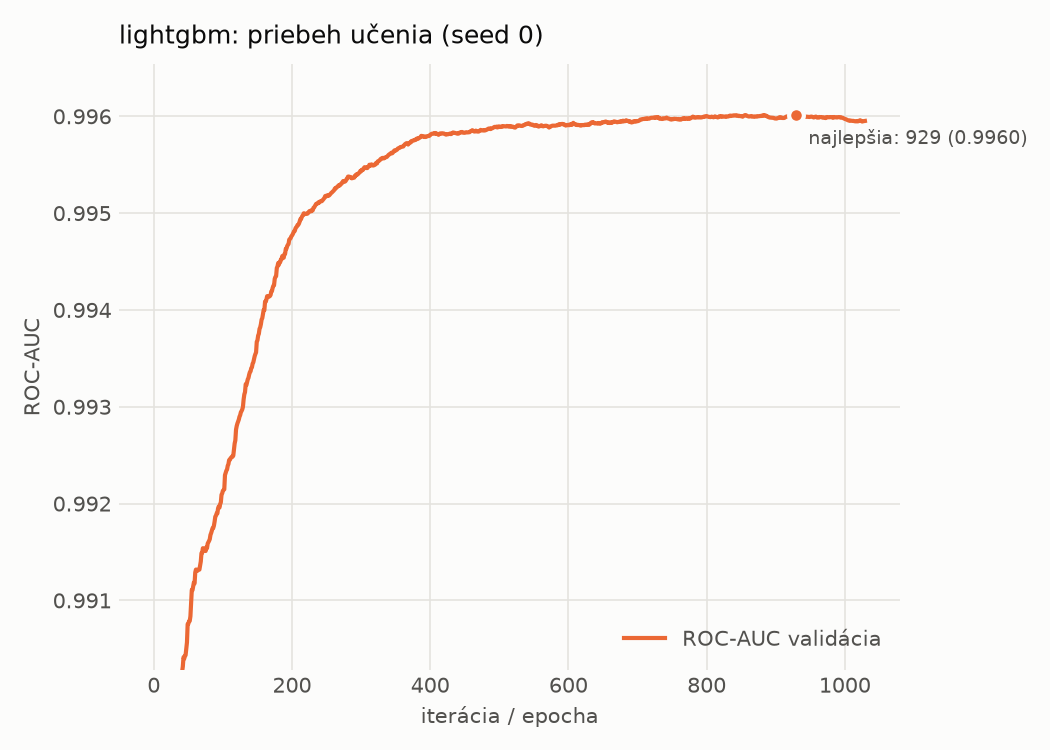 lightgbm: priebeh učenia (seed 0)
0.996
najlepšia: 929 (0.9960)
0.995
0.994
ROC-AUC
0.993
0.992
0.991
ROC-AUC validácia
0 200 400 600 800 1000
iterácia / epocha